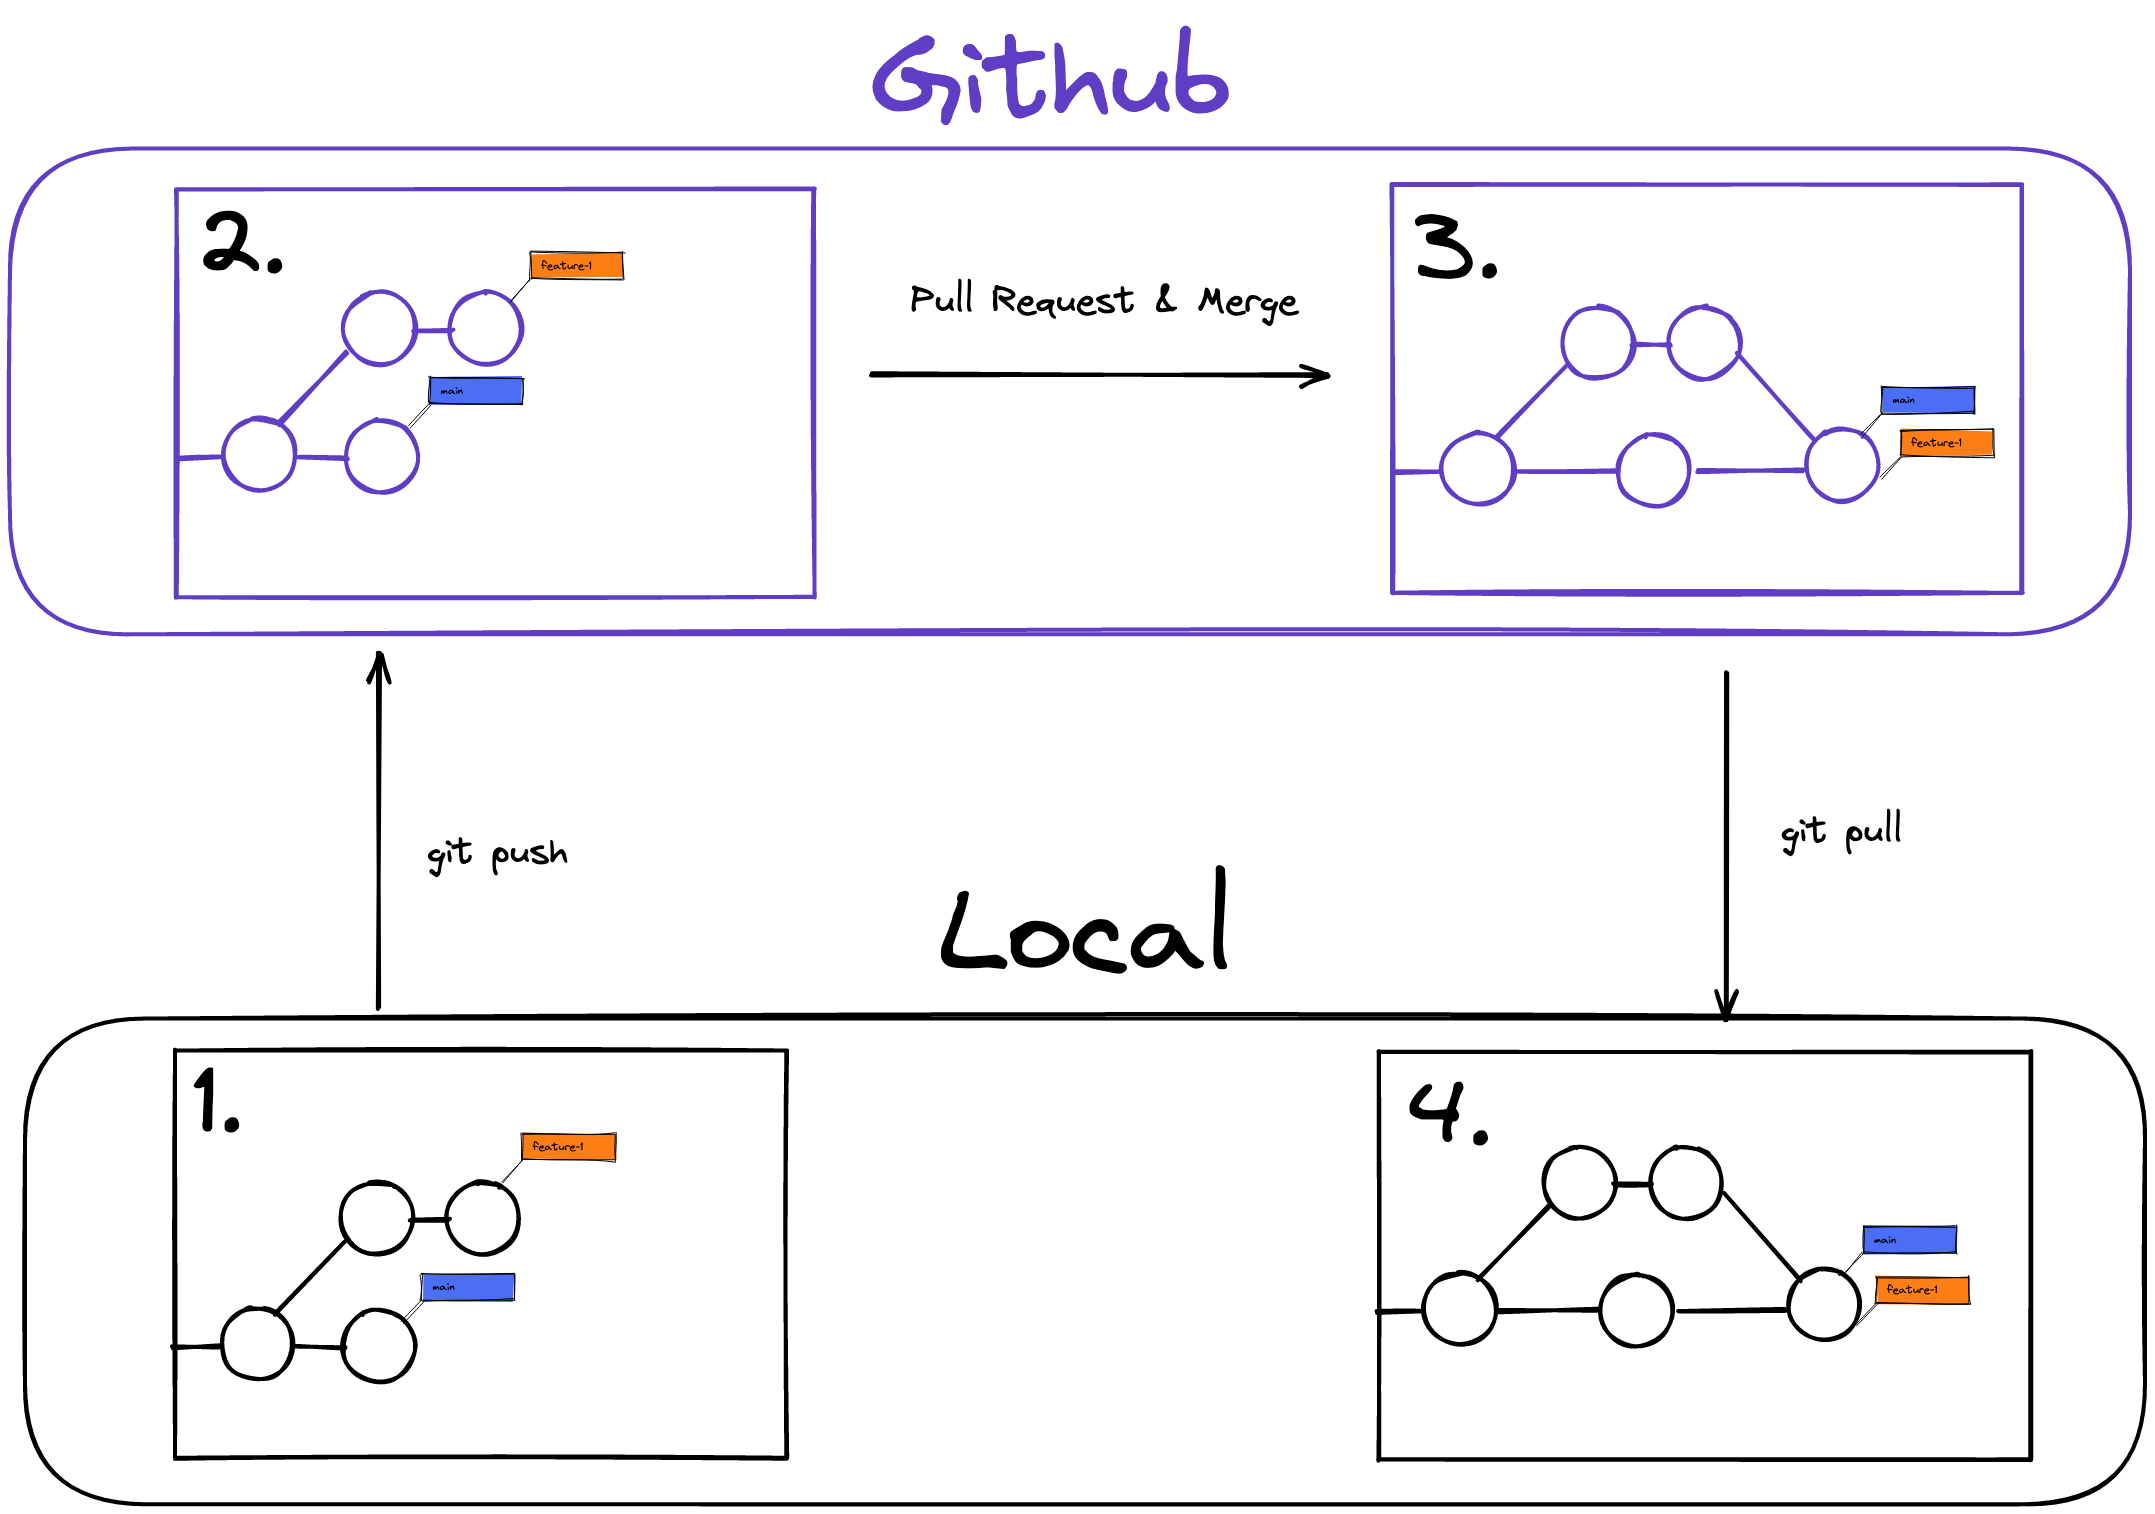 Github
2.
feature-1
main
Pull Request & Merge
3.
main
feature-1
git push
git pull
Local
1.
feature-1
main
4.
main
feature-1